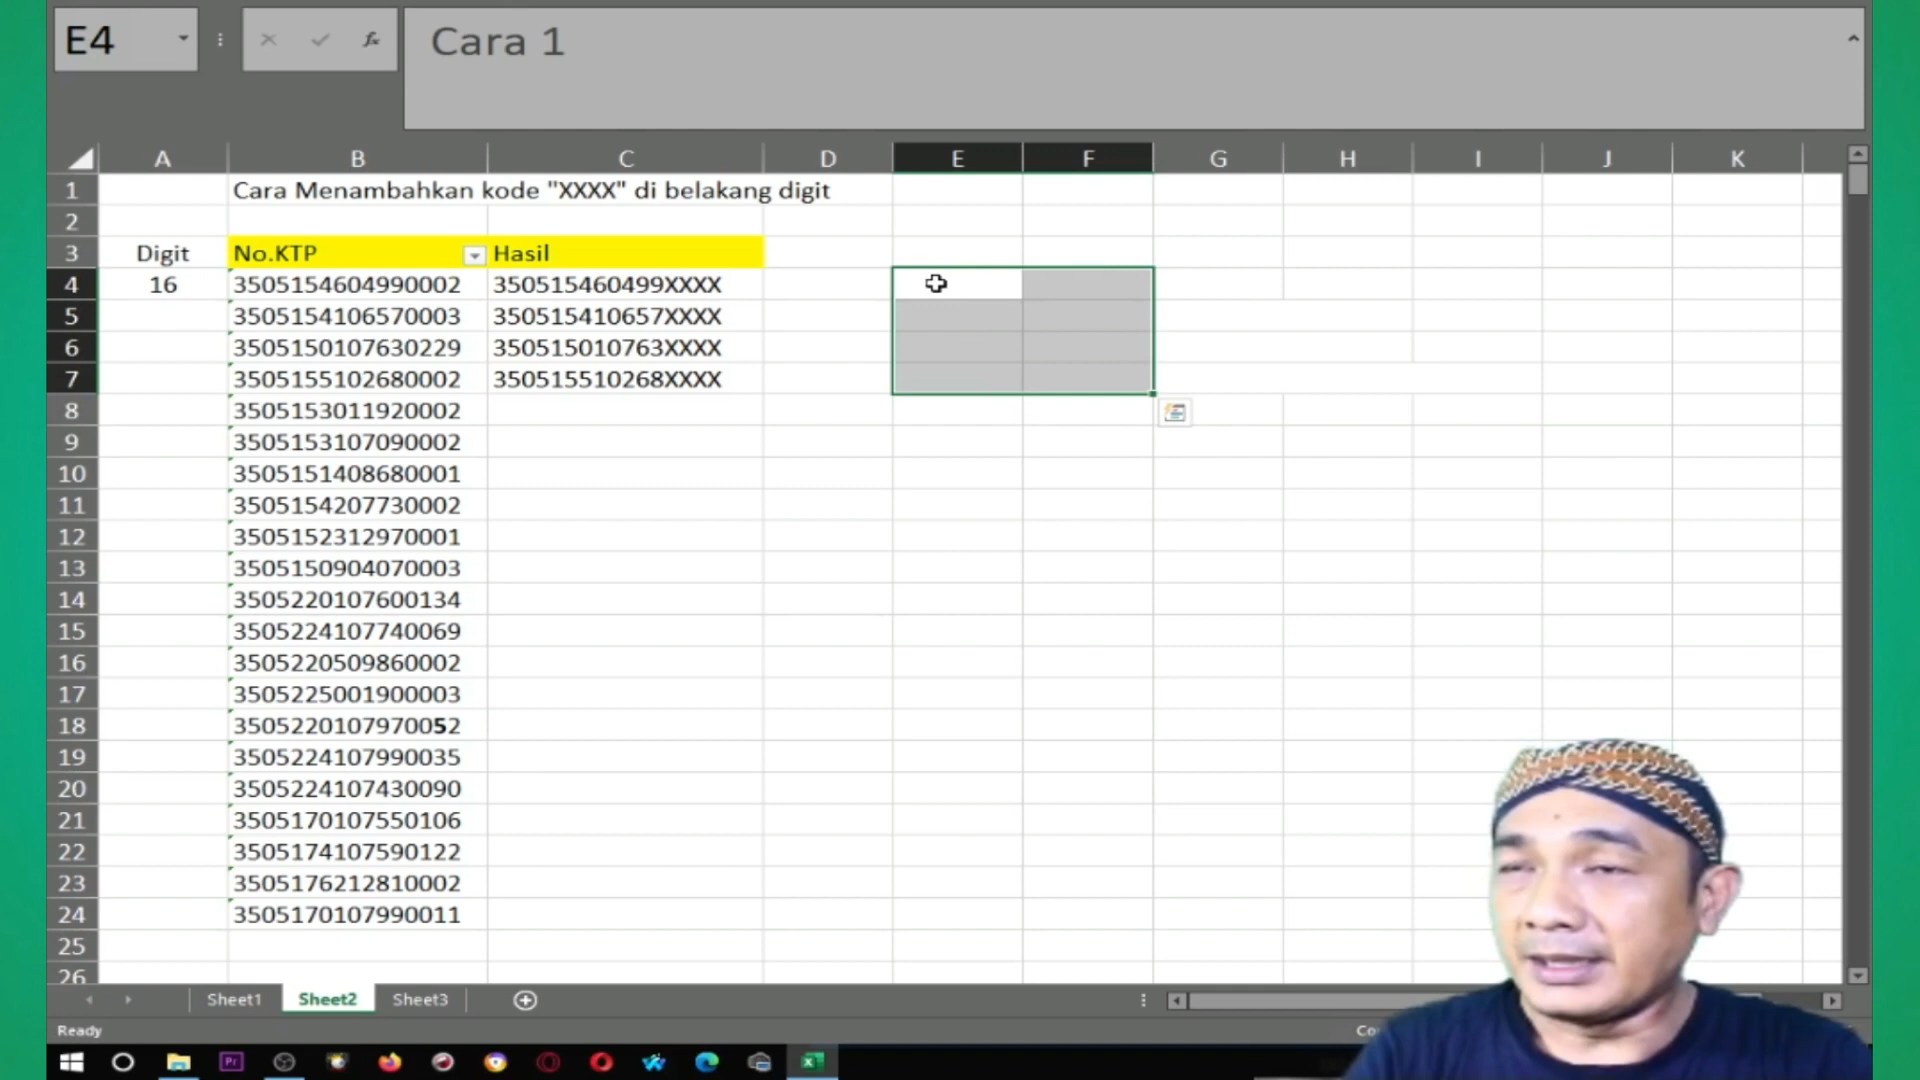 E4
fx
Cara 1
A B C D E F G H I J K
1 Cara Menambahkan kode "XXXX" di belakang digit
2
3 Digit No.KTP Hasil
4 16 3505154604990002 350515460499XXXX
5 3505154106570003 350515410657XXXX
6 3505150107630229 350515010763XXXX
7 3505155102680002 350515510268XXXX
8 3505153011920002
9 3505153107090002
10 3505151408680001
11 3505154207730002
12 3505152312970001
13 3505150904070003
14 3505220107600134
15 3505224107740069
16 3505220509860002
17 3505225001900003
18 3505220107970052
19 3505224107990035
20 3505224107430090
21 3505170107550106
22 3505174107590122
23 3505176212810002
24 3505170107990011
25
26
Sheet1 Sheet2 Sheet3
Ready
Pr